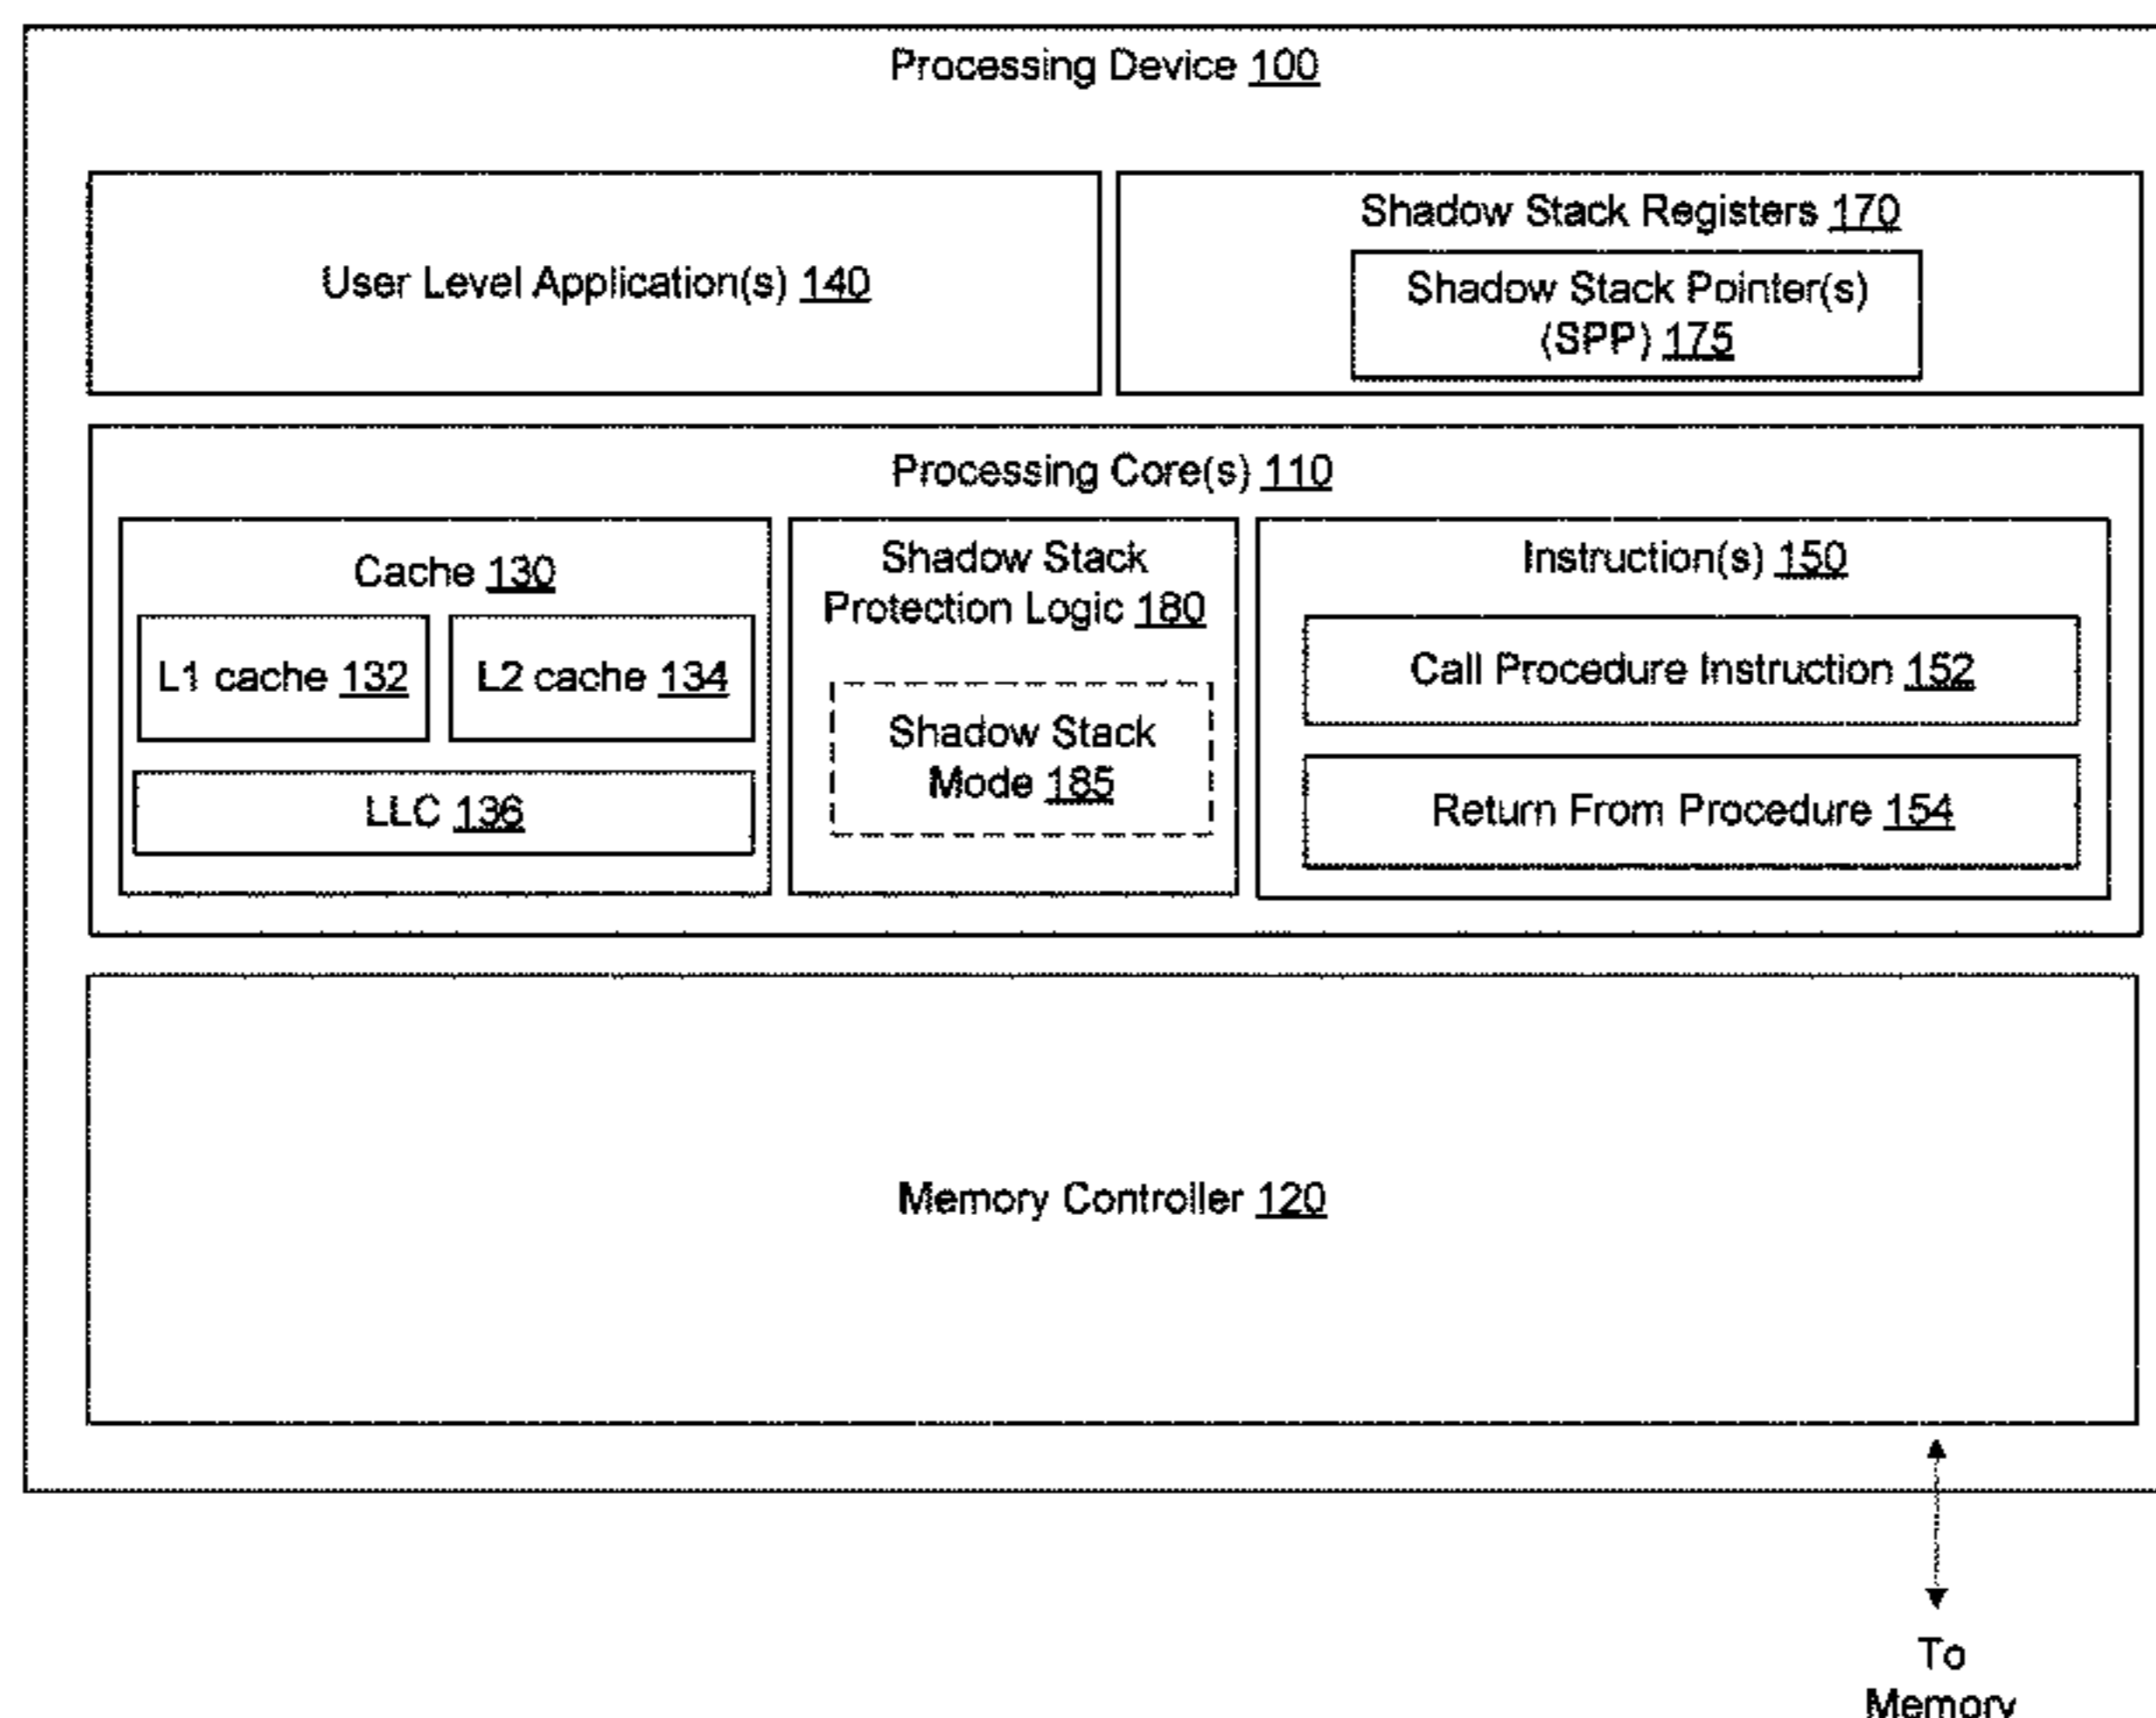 Processing Device 100
User Level Application(s) 140
Shadow Stack Registers 170
Shadow Stack Pointer(s)
(SPP) 175
Processing Core(s) 110
Cache 130
L1 cache 132
L2 cache 134
LLC 136
Shadow Stack
Protection Logic 180
Shadow Stack
Mode 185
Instruction(s) 150
Call Procedure Instruction 152
Return From Procedure 154
Memory Controller 120
To
Memory